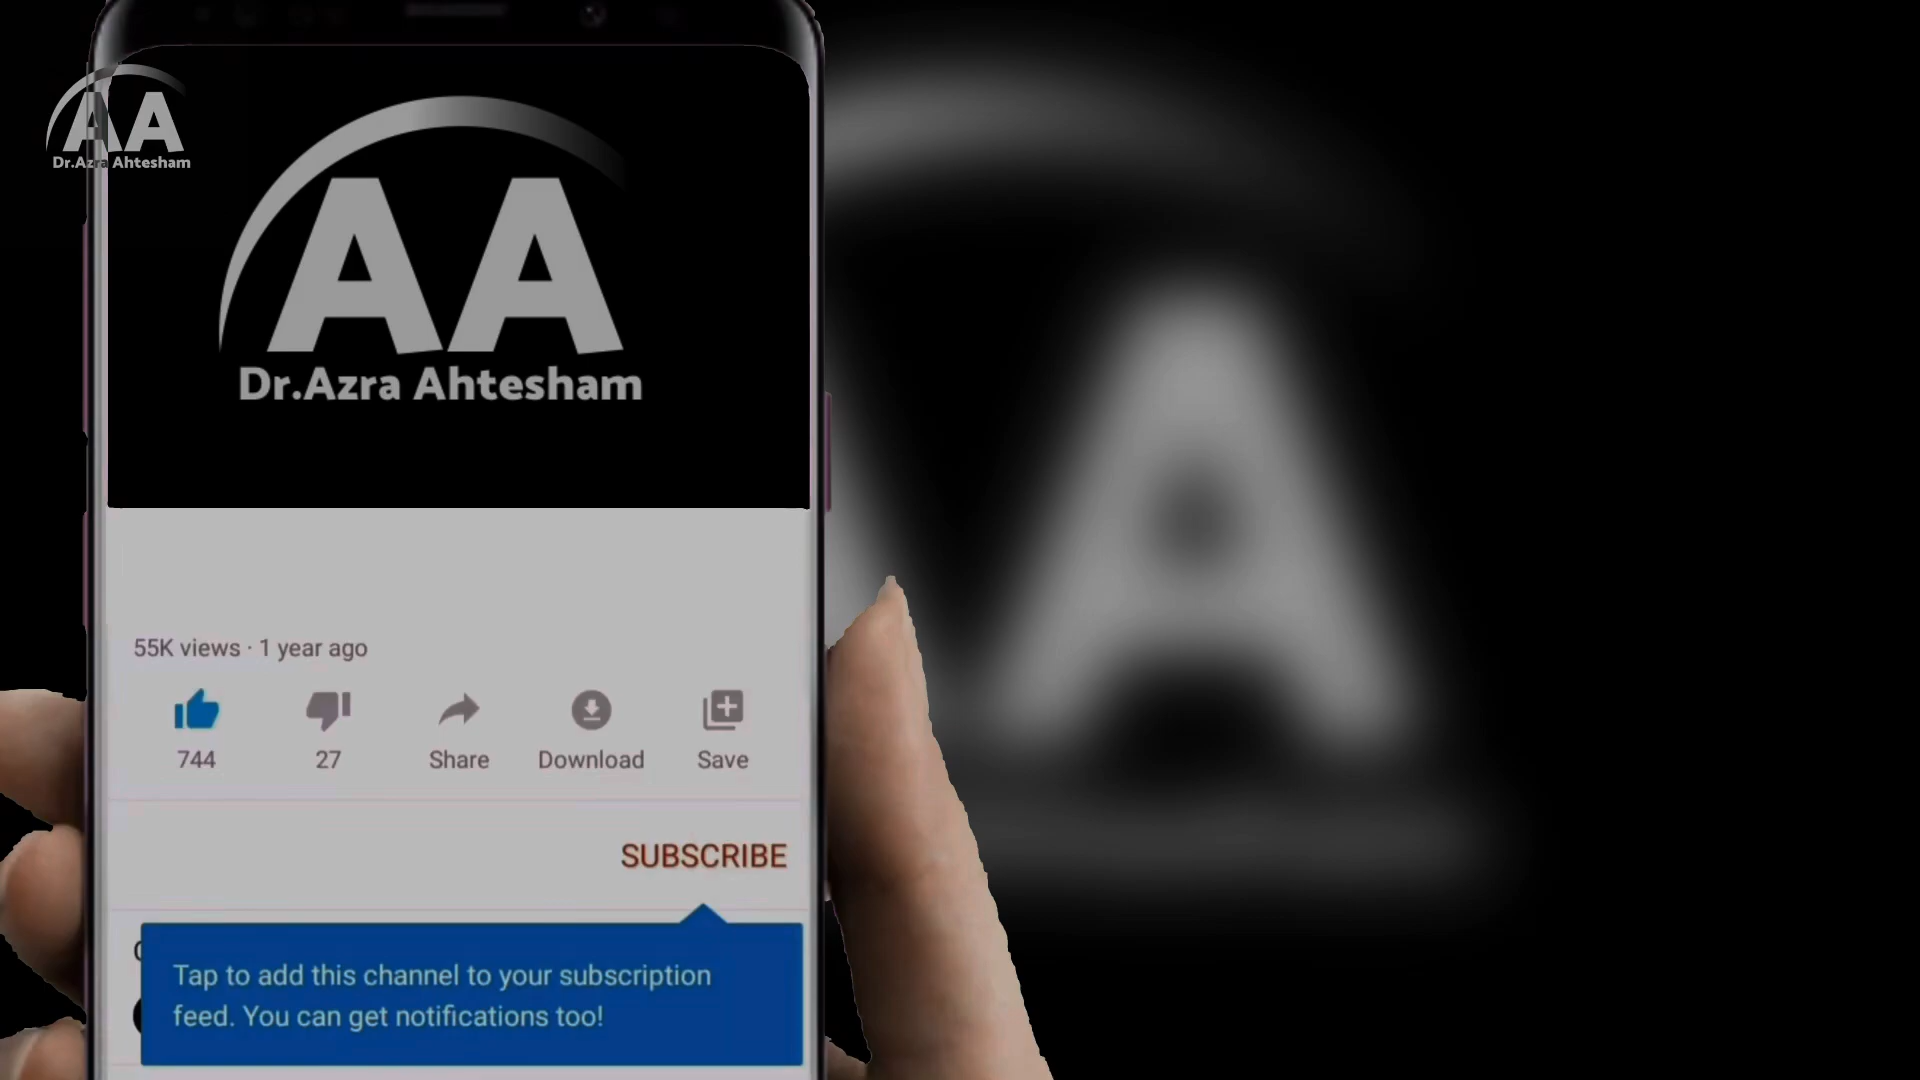 AA
Dr.Azra Ahtesham
AA
Dr.Azra Ahtesham
55K views · 1 year ago
744
27
Share
Download
Save
SUBSCRIBE
Tap to add this channel to your subscription
feed. You can get notifications too!